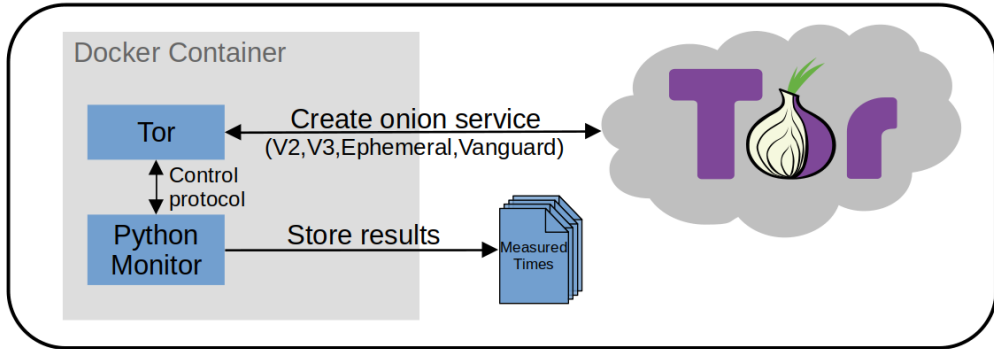 Docker Container
Tor
Create onion service
(V2,V3,Ephemeral,Vanguard)
Tor
Control
protocol
Python
Monitor
Store results
Measured
Times